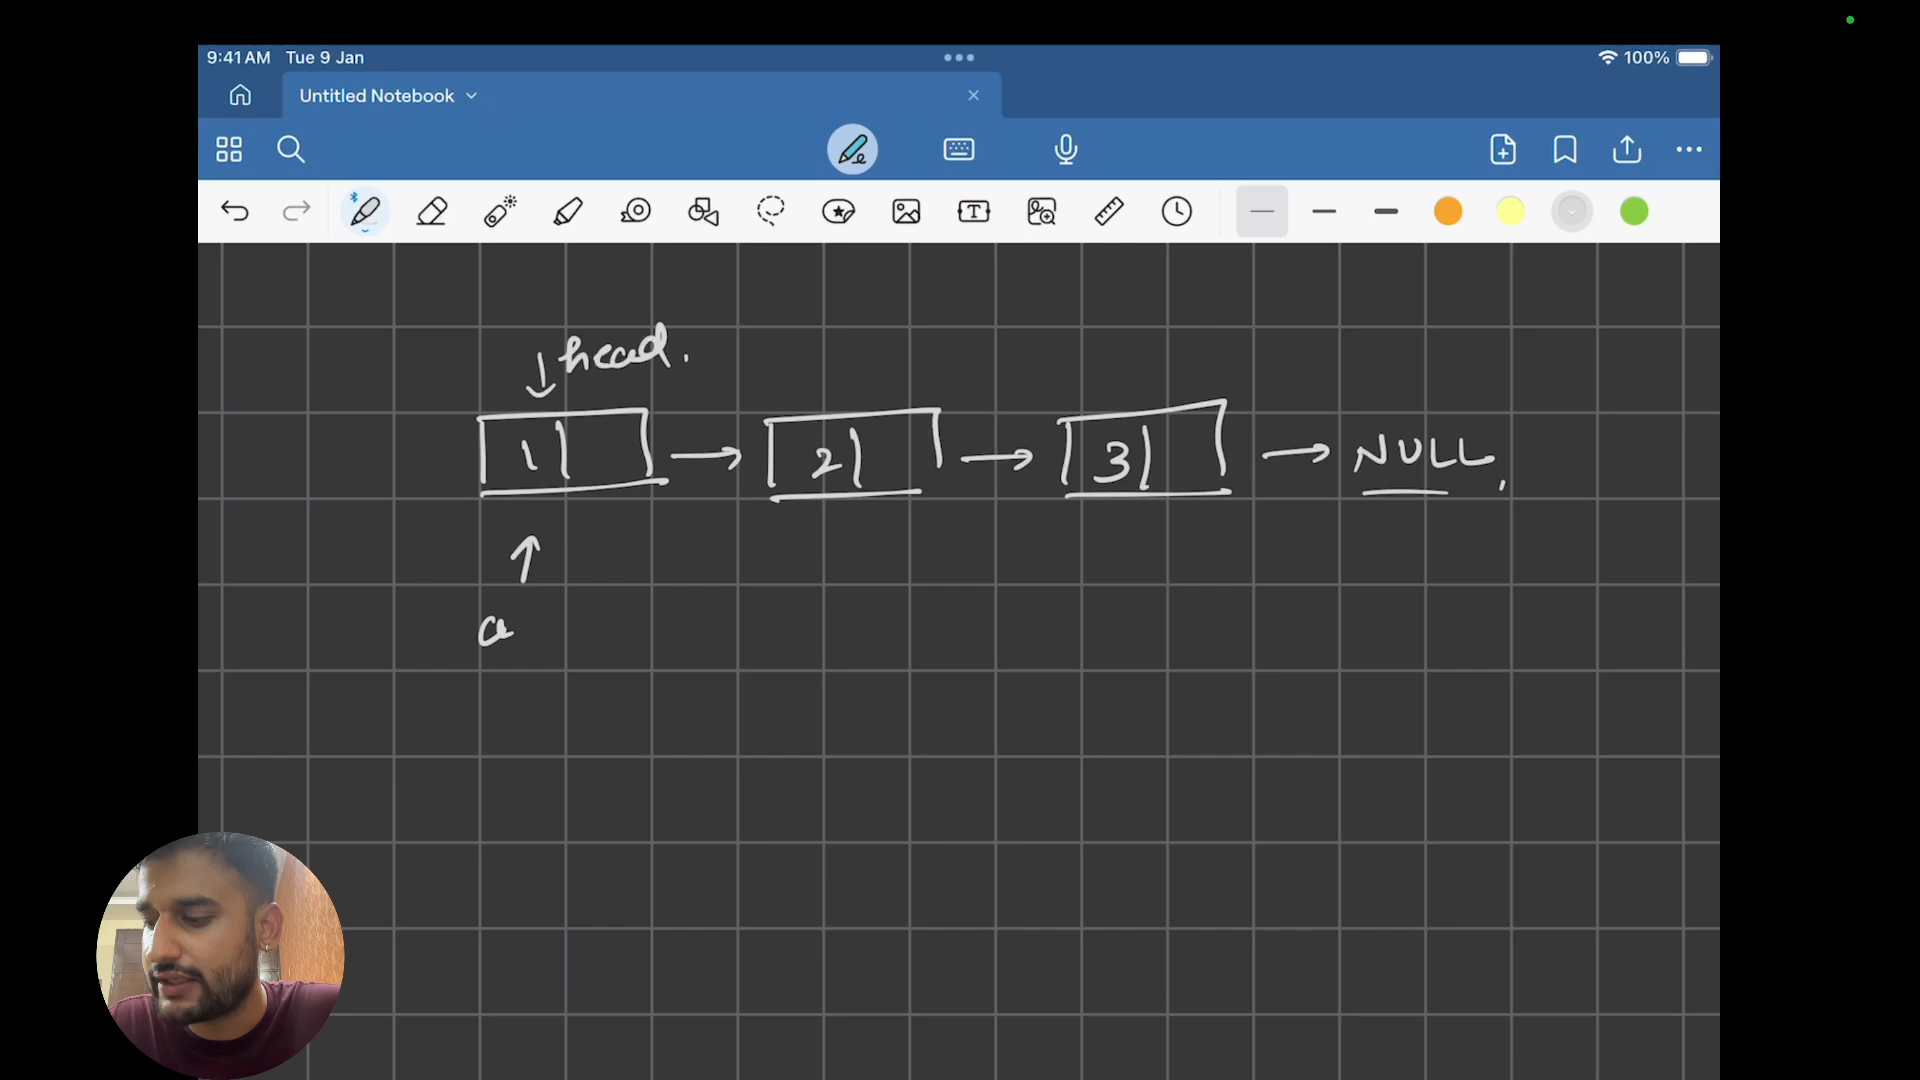 9:41 AM Tue 9 Jan 100%
Untitled Notebook
head.
1 → 2 → 3 → NULL.